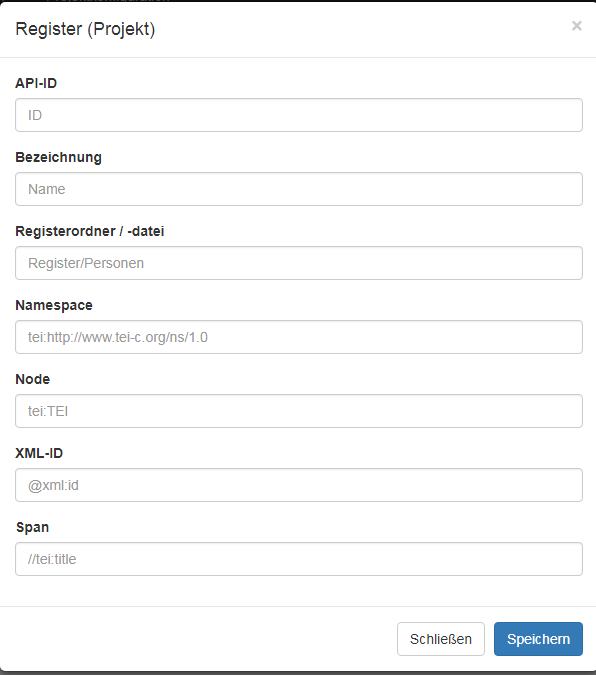 Register (Projekt)
×
API-ID
ID
Bezeichnung
Name
Registerordner / -datei
Register/Personen
Namespace
tei:http://www.tei-c.org/ns/1.0
Node
tei:TEI
XML-ID
@xml:id
Span
//tei:title
Schließen
Speichern